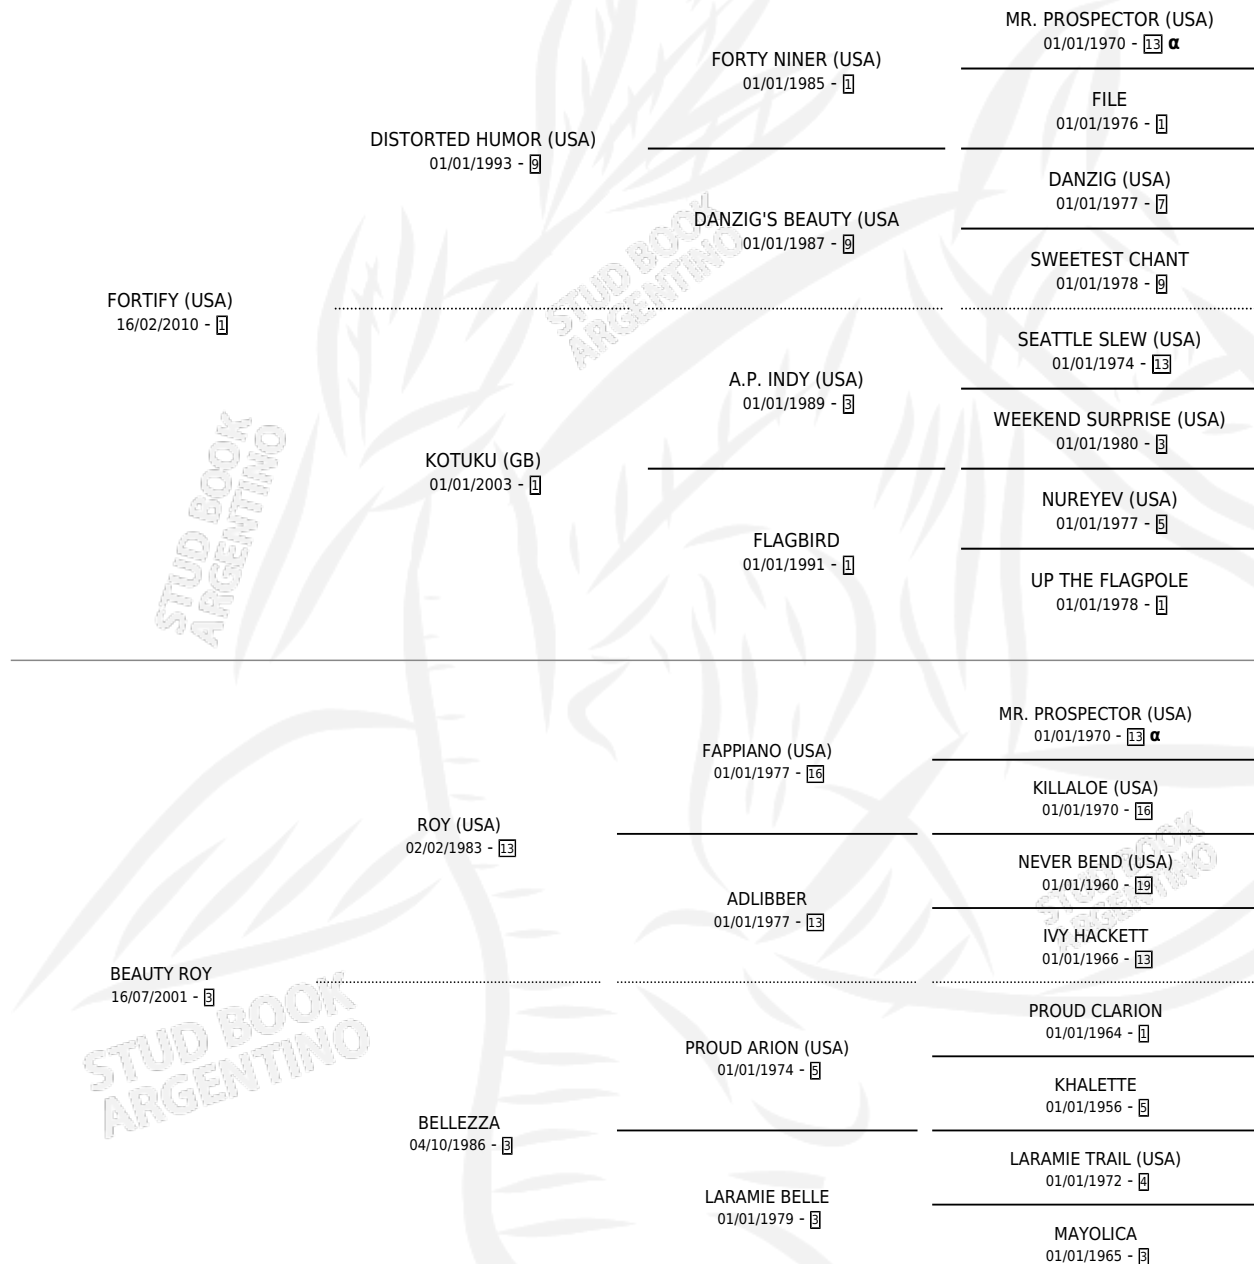 MR. PROSPECTOR (USA)
01/01/1970 - 13 α
FORTY NINER (USA)
01/01/1985 - 1
FILE
01/01/1976 - 1
DISTORTED HUMOR (USA)
01/01/1993 - 9
DANZIG (USA)
01/01/1977 - 7
DANZIG'S BEAUTY (USA
01/01/1987 - 9
SWEETEST CHANT
01/01/1978 - 9
FORTIFY (USA)
16/02/2010 - 1
SEATTLE SLEW (USA)
01/01/1974 - 13
A.P. INDY (USA)
01/01/1989 - 3
WEEKEND SURPRISE (USA)
01/01/1980 - 3
KOTUKU (GB)
01/01/2003 - 1
NUREYEV (USA)
01/01/1977 - 5
FLAGBIRD
01/01/1991 - 1
UP THE FLAGPOLE
01/01/1978 - 1
MR. PROSPECTOR (USA)
01/01/1970 - 13 α
FAPPIANO (USA)
01/01/1977 - 16
KILLALOE (USA)
01/01/1970 - 16
ROY (USA)
02/02/1983 - 13
NEVER BEND (USA)
01/01/1960 - 19
ADLIBBER
01/01/1977 - 13
IVY HACKETT
01/01/1966 - 13
BEAUTY ROY
16/07/2001 - 3
PROUD CLARION
01/01/1964 - 1
PROUD ARION (USA)
01/01/1974 - 5
KHALETTE
01/01/1956 - 5
BELLEZZA
04/10/1986 - 3
LARAMIE TRAIL (USA)
01/01/1972 - 4
LARAMIE BELLE
01/01/1979 - 3
MAYOLICA
01/01/1965 - 3
STUD BOOK
ARGENTINO
STUD BOOK
ARGENTINO
STUD BOOK
ARGENTINO
STUD BOOK
ARGENTINO